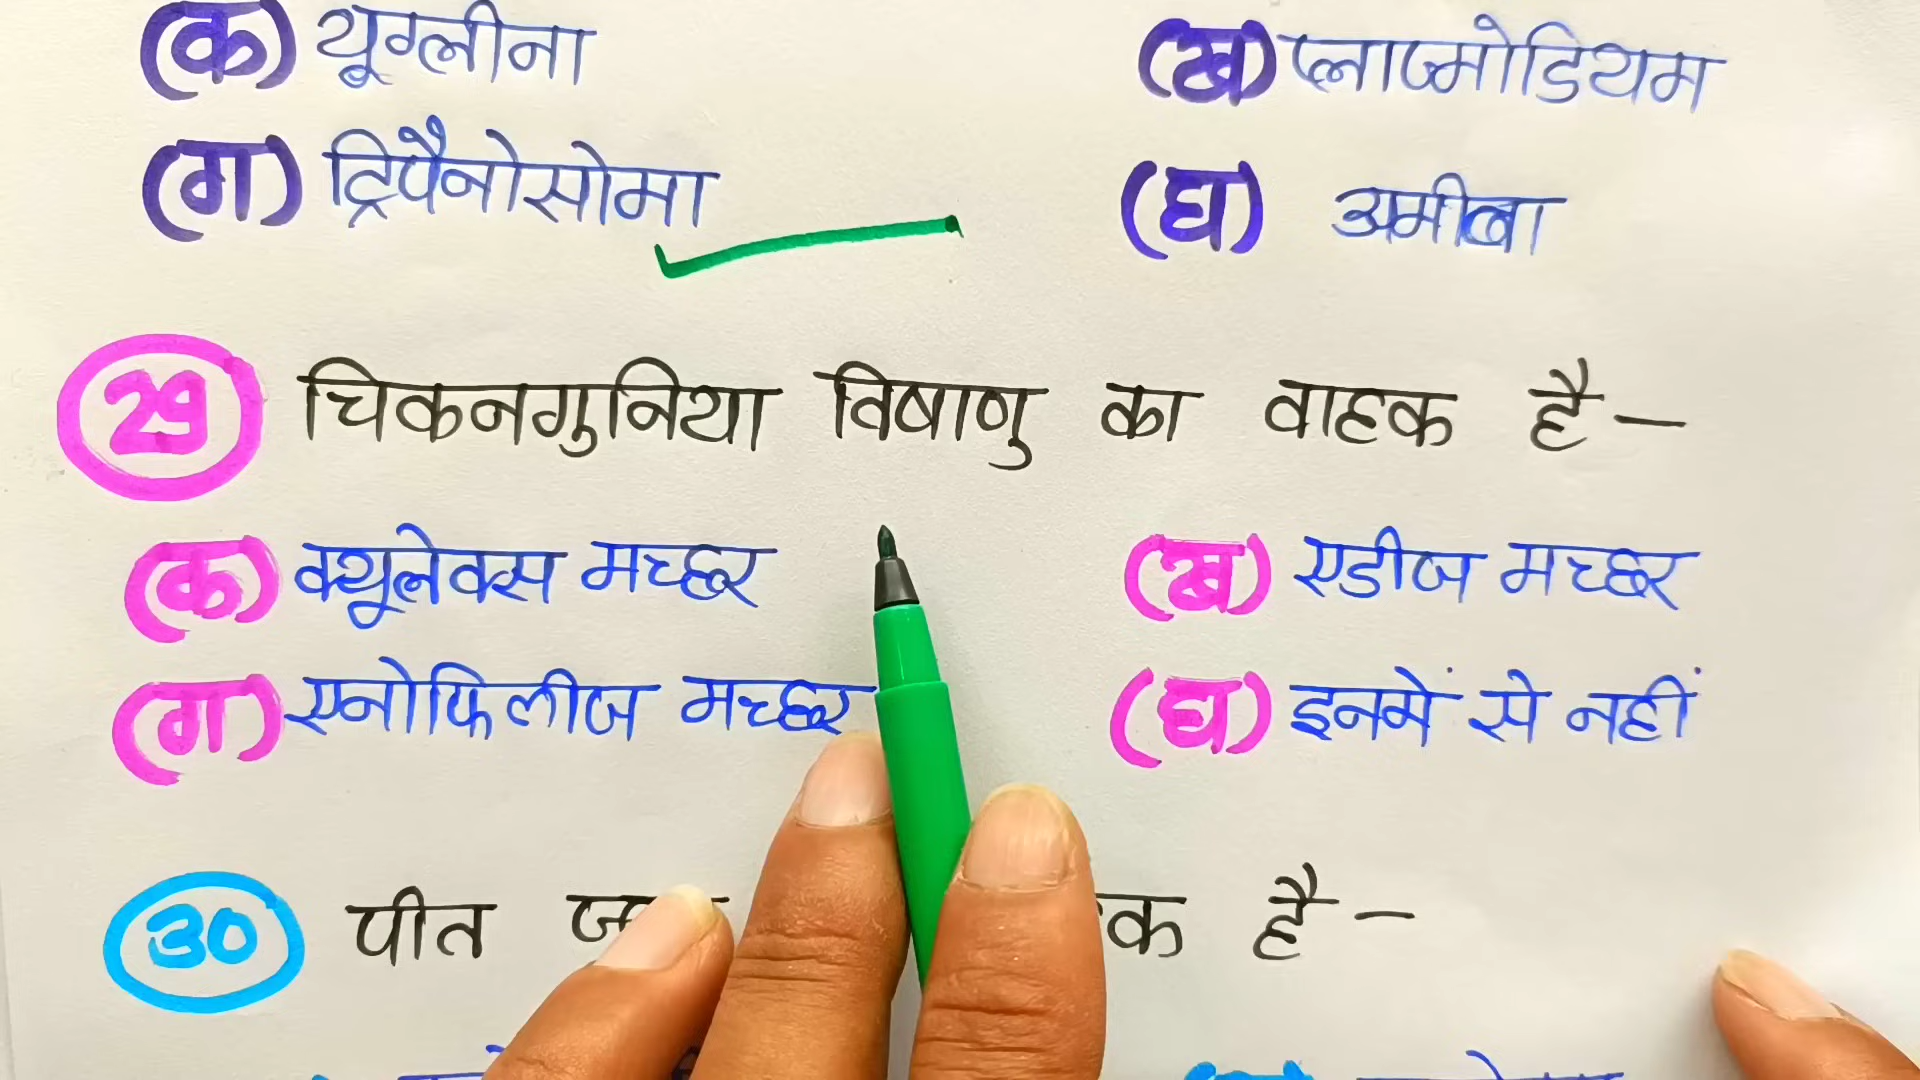 (क) यूग्लीना (ख) प्लाज्मोडियम
(ग) ट्रिपैनोसोमा (घ) अमीबा
29 चिकनगुनिया विषाणु का वाहक है-
(क) क्यूलेक्स मच्छर (ख) एडीज मच्छर
(ग) एनोफिलीज मच्छर (घ) इनमें से नहीं
30 पीत है-